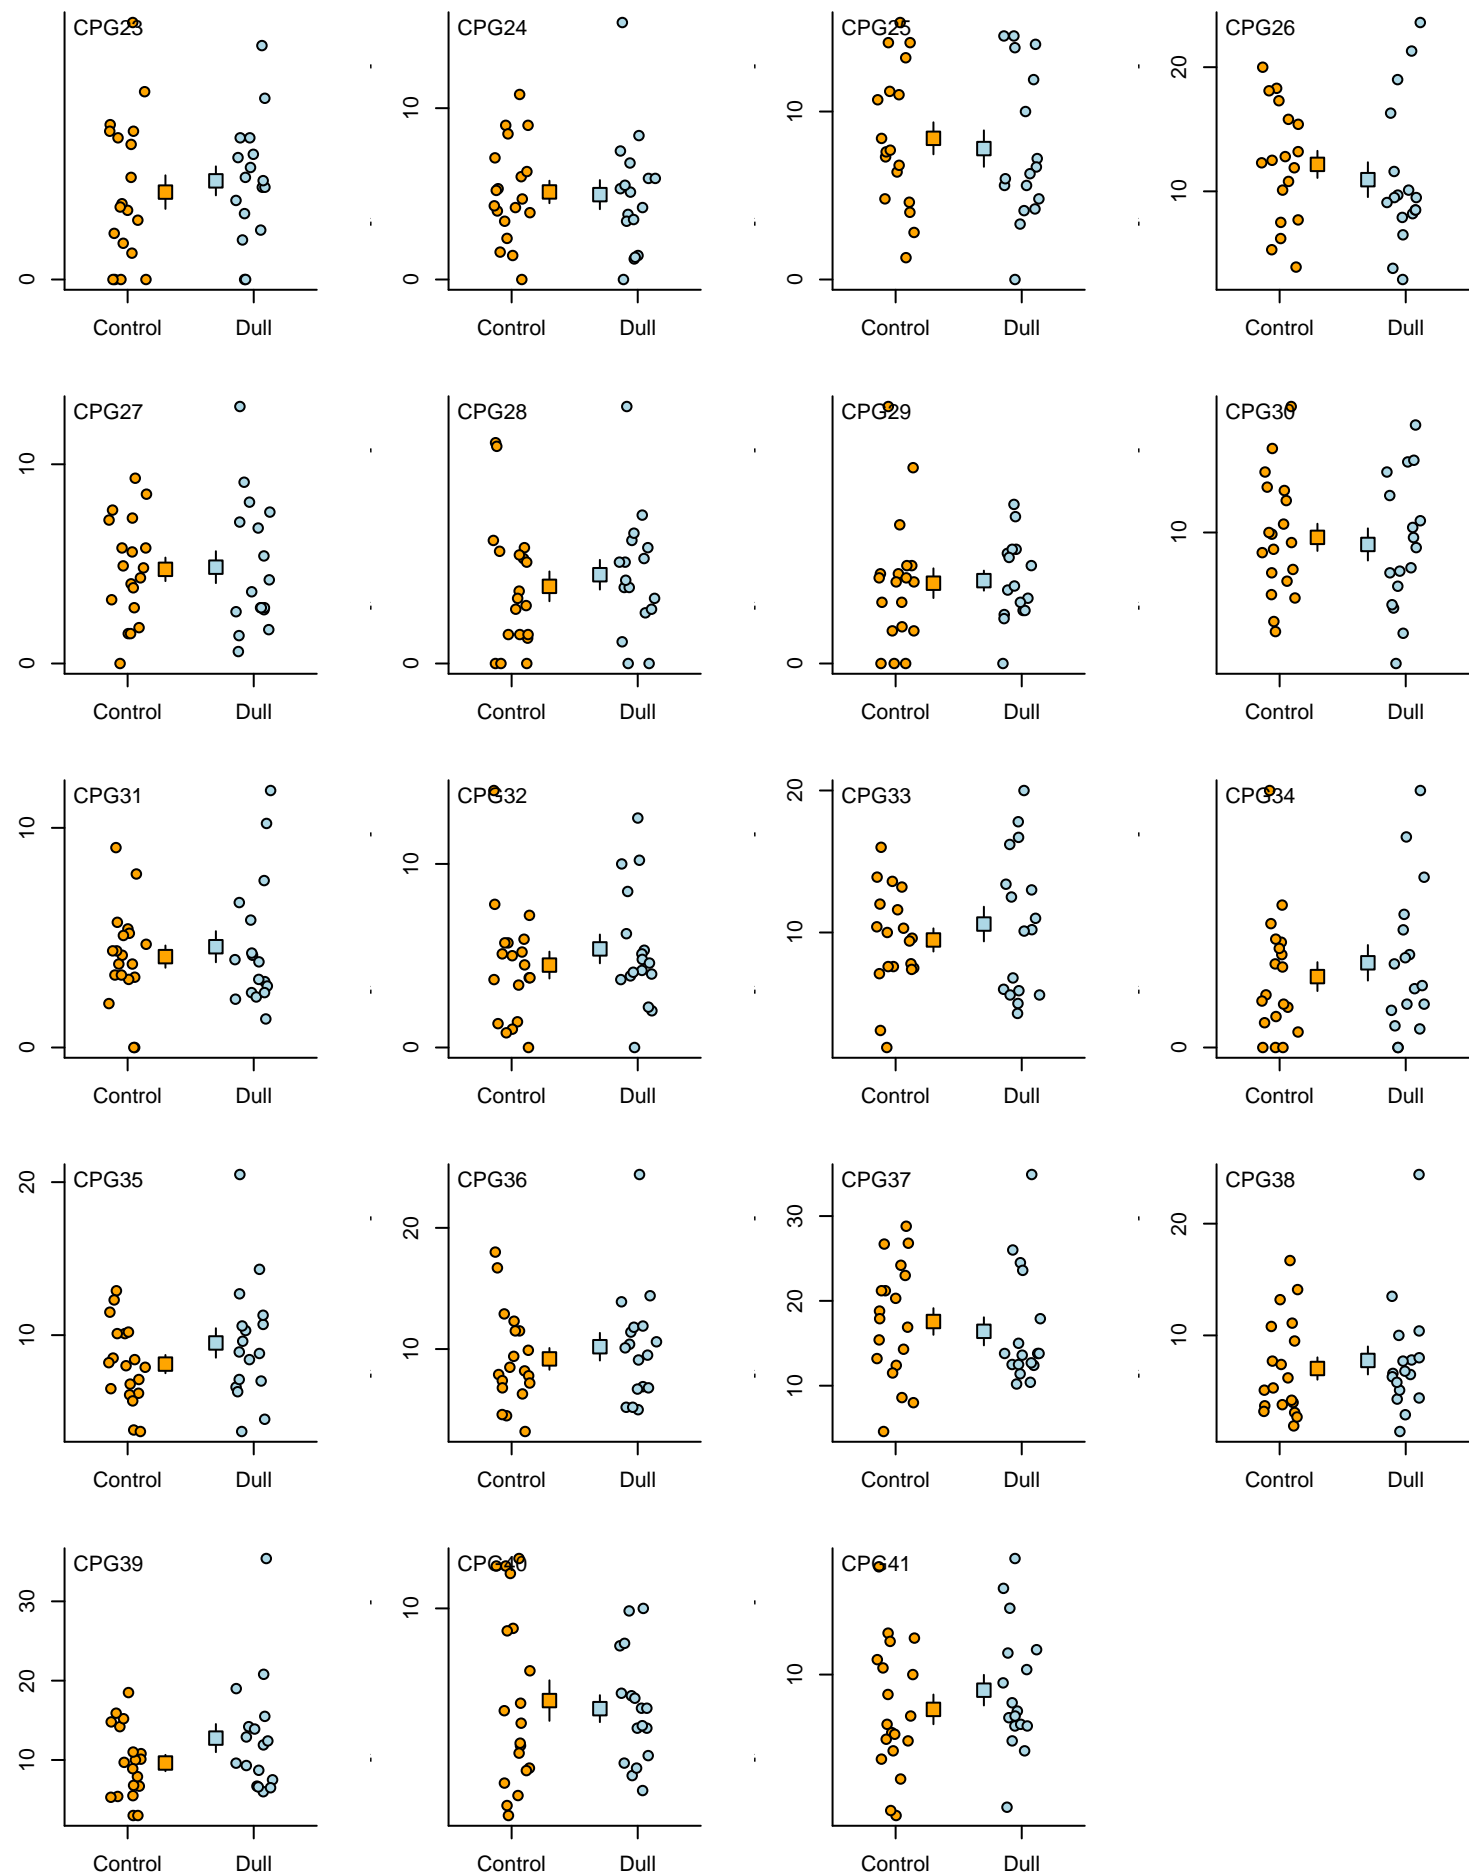 CPG23 CPG24 CPG25 CPG26
0 0 10 0 10 10 20
Control Dull Control Dull Control Dull Control Dull
CPG27 CPG28 CPG29 CPG30
0 10 0 0 10
Control Dull Control Dull Control Dull Control Dull
CPG31 CPG32 CPG33 CPG34
0 10 0 10 10 20 0
Control Dull Control Dull Control Dull Control Dull
CPG35 CPG36 CPG37 CPG38
10 20 10 20 10 20 30 10 20
Control Dull Control Dull Control Dull Control Dull
CPG39 CPG40 CPG41
10 20 30 10 10
Control Dull Control Dull Control Dull